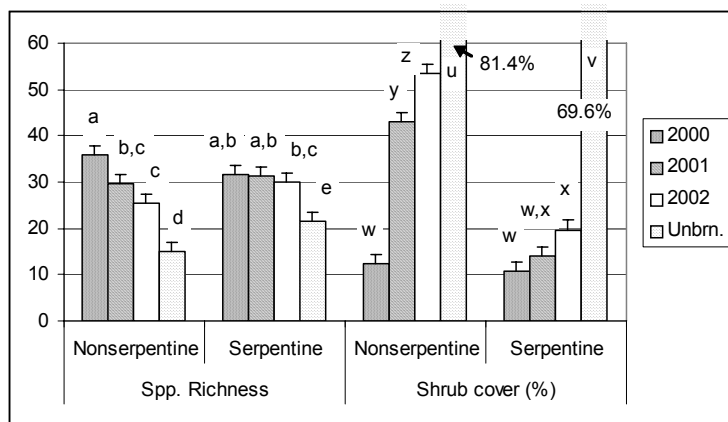 60
50
40
30
20
10
0
a
b,c
c
d
a,b
a,b
b,c
e
w
y
z
u
81.4%
w
w,x
x
v
69.6%
Nonserpentine
Serpentine
Nonserpentine
Serpentine
Spp. Richness
Shrub cover (%)
2000
2001
2002
Unbrn.